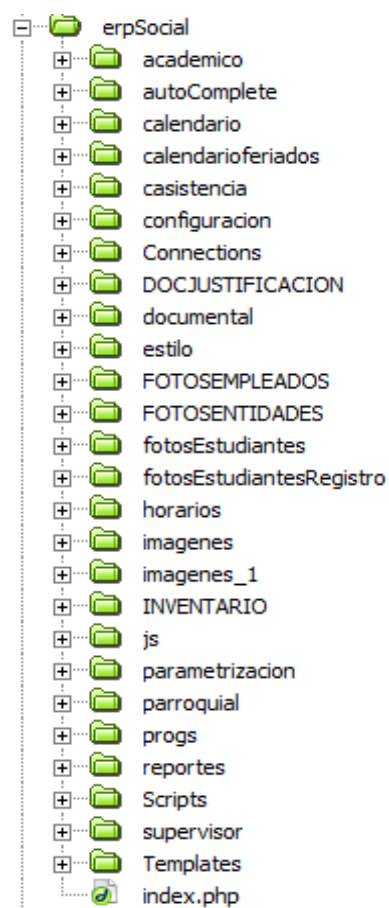 erpSocial
academico
autoComplete
calendario
calendarioferiados
casistencia
configuracion
Connections
DOCJUSTIFICACION
documental
estilo
FOTOSEMPLEADOS
FOTOSENTIDADES
fotosEstudiantes
fotosEstudiantesRegistro
horarios
imagenes
imagenes_1
INVENTARIO
js
parametrizacion
parroquial
progs
reportes
Scripts
supervisor
Templates
index.php